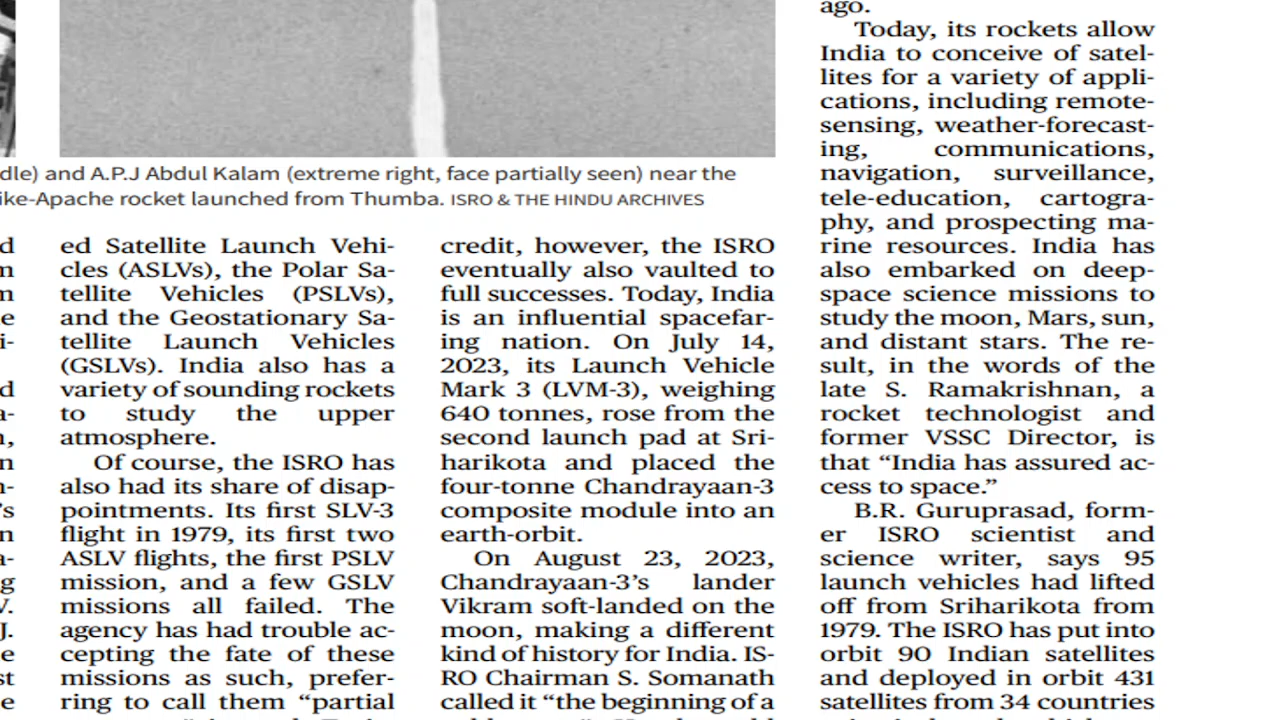 dle) and A.P.J Abdul Kalam (extreme right, face partially seen) near the
ike-Apache rocket launched from Thumba. ISRO & THE HINDU ARCHIVES
ed Satellite Launch Vehi-
cles (ASLVs), the Polar Sa-
tellite Vehicles (PSLVs),
and the Geostationary Sa-
tellite Launch Vehicles
(GSLVs). India also has a
variety of sounding rockets
to study the upper
atmosphere.
Of course, the ISRO has
also had its share of disap-
pointments. Its first SLV-3
flight in 1979, its first two
ASLV flights, the first PSLV
mission, and a few GSLV
missions all failed. The
agency has had trouble ac-
cepting the fate of these
missions as such, prefer-
ring to call them “partial
credit, however, the ISRO
eventually also vaulted to
full successes. Today, India
is an influential spacefar-
ing nation. On July 14,
2023, its Launch Vehicle
Mark 3 (LVM-3), weighing
640 tonnes, rose from the
second launch pad at Sri-
harikota and placed the
four-tonne Chandrayaan-3
composite module into an
earth-orbit.
On August 23, 2023,
Chandrayaan-3’s lander
Vikram soft-landed on the
moon, making a different
kind of history for India. IS-
RO Chairman S. Somanath
called it “the beginning of a
ago.
Today, its rockets allow
India to conceive of satel-
lites for a variety of appli-
cations, including remote-
sensing, weather-forecast-
ing, communications,
navigation, surveillance,
tele-education, cartogra-
phy, and prospecting ma-
rine resources. India has
also embarked on deep-
space science missions to
study the moon, Mars, sun,
and distant stars. The re-
sult, in the words of the
late S. Ramakrishnan, a
rocket technologist and
former VSSC Director, is
that “India has assured ac-
cess to space.”
B.R. Guruprasad, form-
er ISRO scientist and
science writer, says 95
launch vehicles had lifted
off from Sriharikota from
1979. The ISRO has put into
orbit 90 Indian satellites
and deployed in orbit 431
satellites from 34 countries